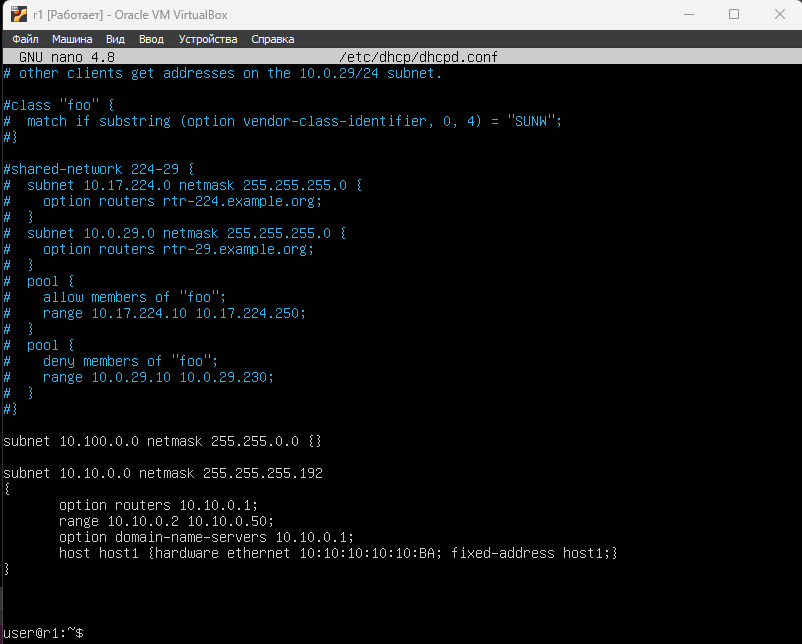 r1 [Работает] - Oracle VM VirtualBox
Файл Машина Вид Ввод Устройства Справка
GNU nano 4.8 /etc/dhcp/dhcpd.conf
# other clients get addresses on the 10.0.29/24 subnet.
#class "foo" {
#  match if substring (option vendor-class-identifier, 0, 4) = "SUNW";
#}
#shared-network 224-29 {
#  subnet 10.17.224.0 netmask 255.255.255.0 {
#    option routers rtr-224.example.org;
#  }
#  subnet 10.0.29.0 netmask 255.255.255.0 {
#    option routers rtr-29.example.org;
#  }
#  pool {
#    allow members of "foo";
#    range 10.17.224.10 10.17.224.250;
#  }
#  pool {
#    deny members of "foo";
#    range 10.0.29.10 10.0.29.230;
#  }
#}
subnet 10.100.0.0 netmask 255.255.0.0 {}
subnet 10.10.0.0 netmask 255.255.255.192
{
       option routers 10.10.0.1;
       range 10.10.0.2 10.10.0.50;
       option domain-name-servers 10.10.0.1;
       host host1 {hardware ethernet 10:10:10:10:10:BA; fixed-address host1;}
}
user@r1:~$